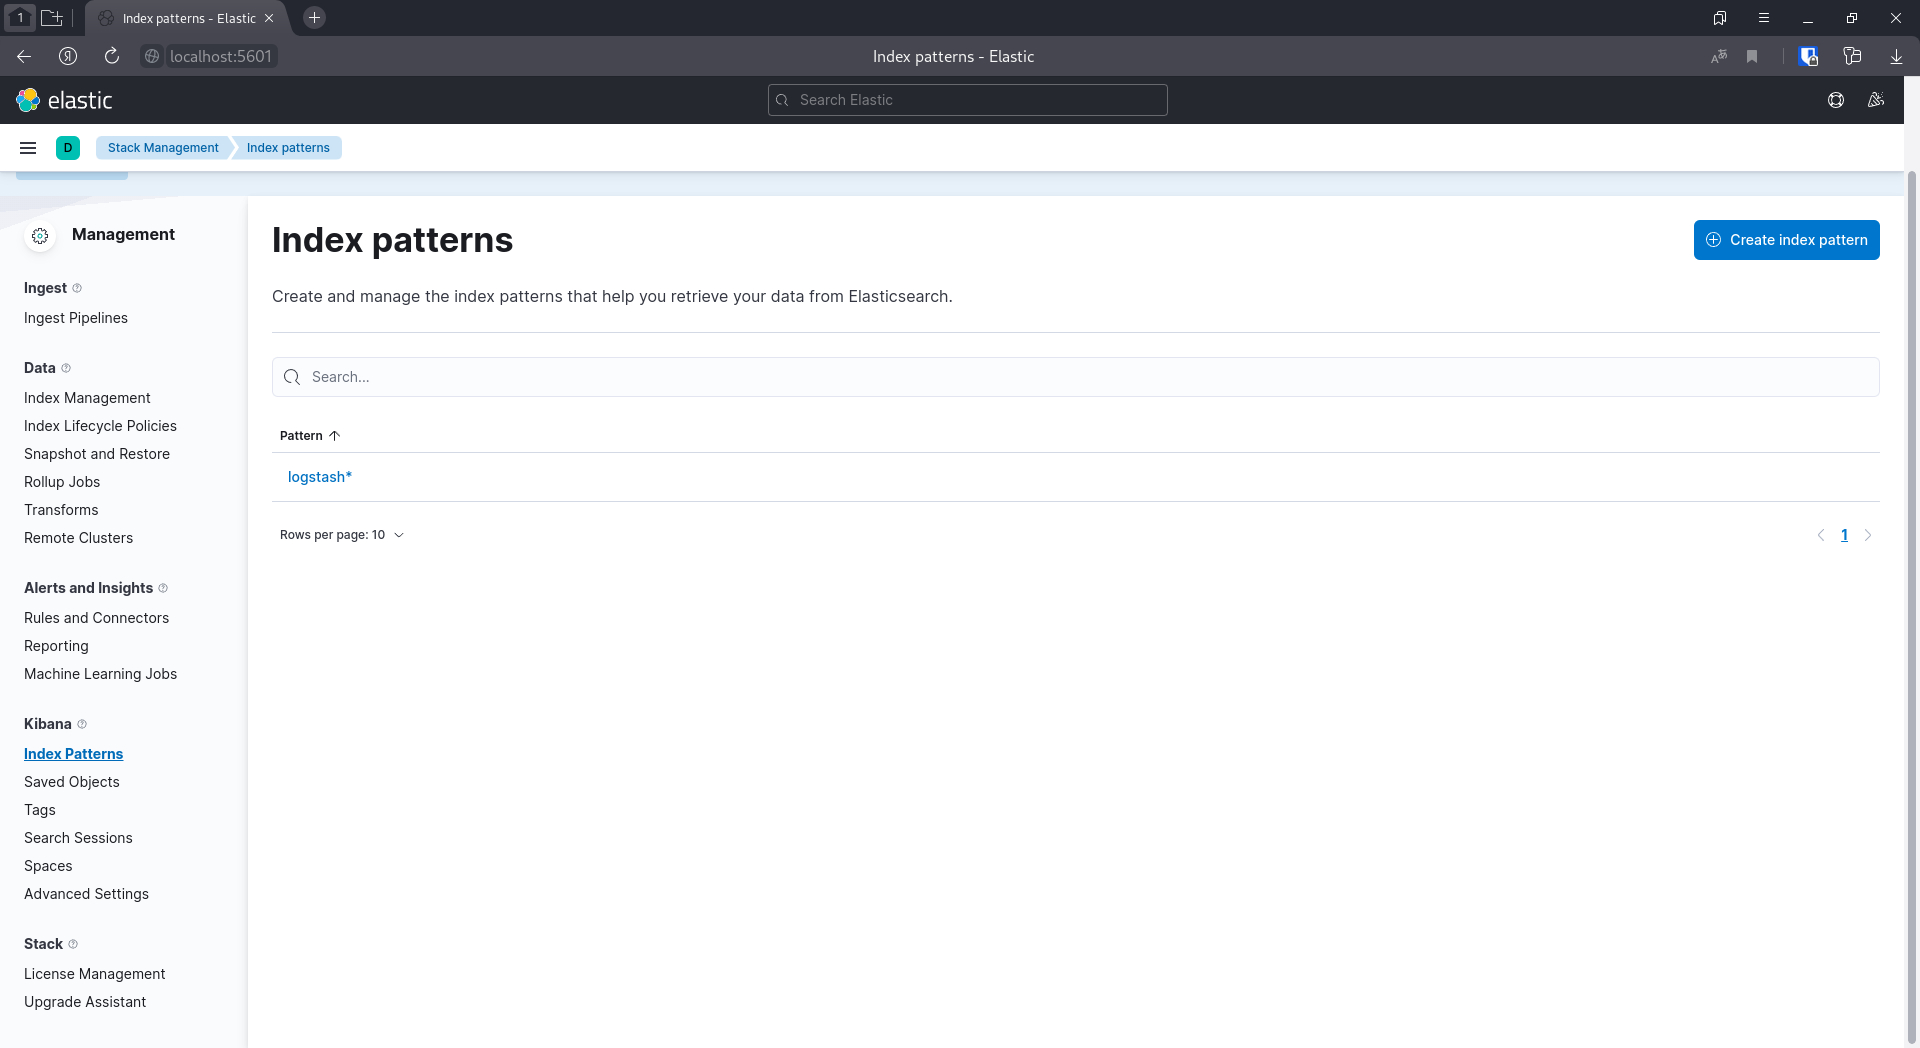 1
Index patterns - Elastic
Я
localhost:5601
Index patterns - Elastic
elastic
Search Elastic
D
Stack Management
Index patterns
Management
Ingest
Ingest Pipelines
Data
Index Management
Index Lifecycle Policies
Snapshot and Restore
Rollup Jobs
Transforms
Remote Clusters
Alerts and Insights
Rules and Connectors
Reporting
Machine Learning Jobs
Kibana
Index Patterns
Saved Objects
Tags
Search Sessions
Spaces
Advanced Settings
Stack
License Management
Upgrade Assistant
Index patterns
Create index pattern
Create and manage the index patterns that help you retrieve your data from Elasticsearch.
Search...
Pattern
logstash*
Rows per page: 10
1